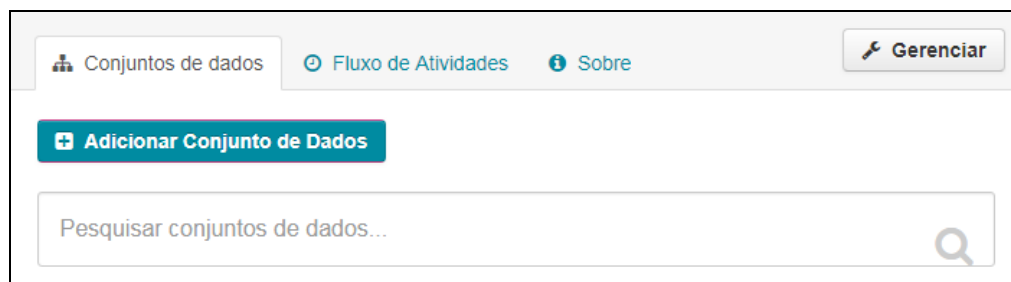 Conjuntos de dados Fluxo de Atividades Sobre Gerenciar
Adicionar Conjunto de Dados
Pesquisar conjuntos de dados...